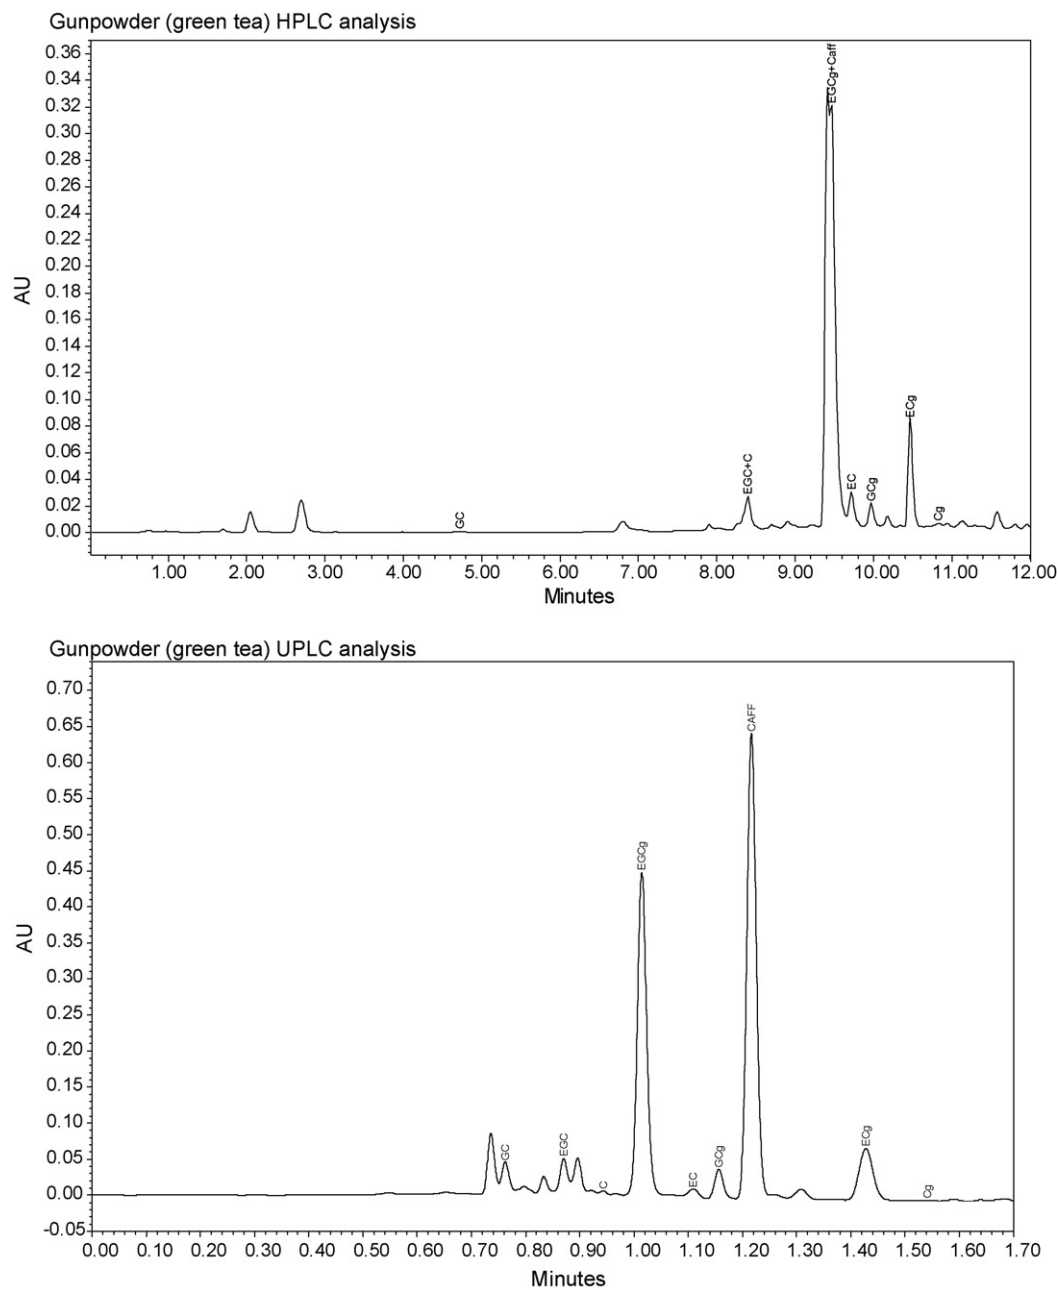 Gunpowder (green tea) HPLC analysis
0.36
0.34
0.32
0.30
0.28
0.26
0.24
0.22
0.20
0.18
0.16
0.14
0.12
0.10
0.08
0.06
0.04
0.02
0.00
AU
GC
EGC+C
EGCg+Caff
EC
GCg
ECg
Cg
1.00 2.00 3.00 4.00 5.00 6.00 7.00 8.00 9.00 10.00 11.00 12.00
Minutes
Gunpowder (green tea) UPLC analysis
0.70
0.65
0.60
0.55
0.50
0.45
0.40
0.35
0.30
0.25
0.20
0.15
0.10
0.05
0.00
-0.05
AU
GC
EGC
C
EGCg
EC
GCg
CAFF
ECg
Cg
0.00 0.10 0.20 0.30 0.40 0.50 0.60 0.70 0.80 0.90 1.00 1.10 1.20 1.30 1.40 1.50 1.60 1.70
Minutes